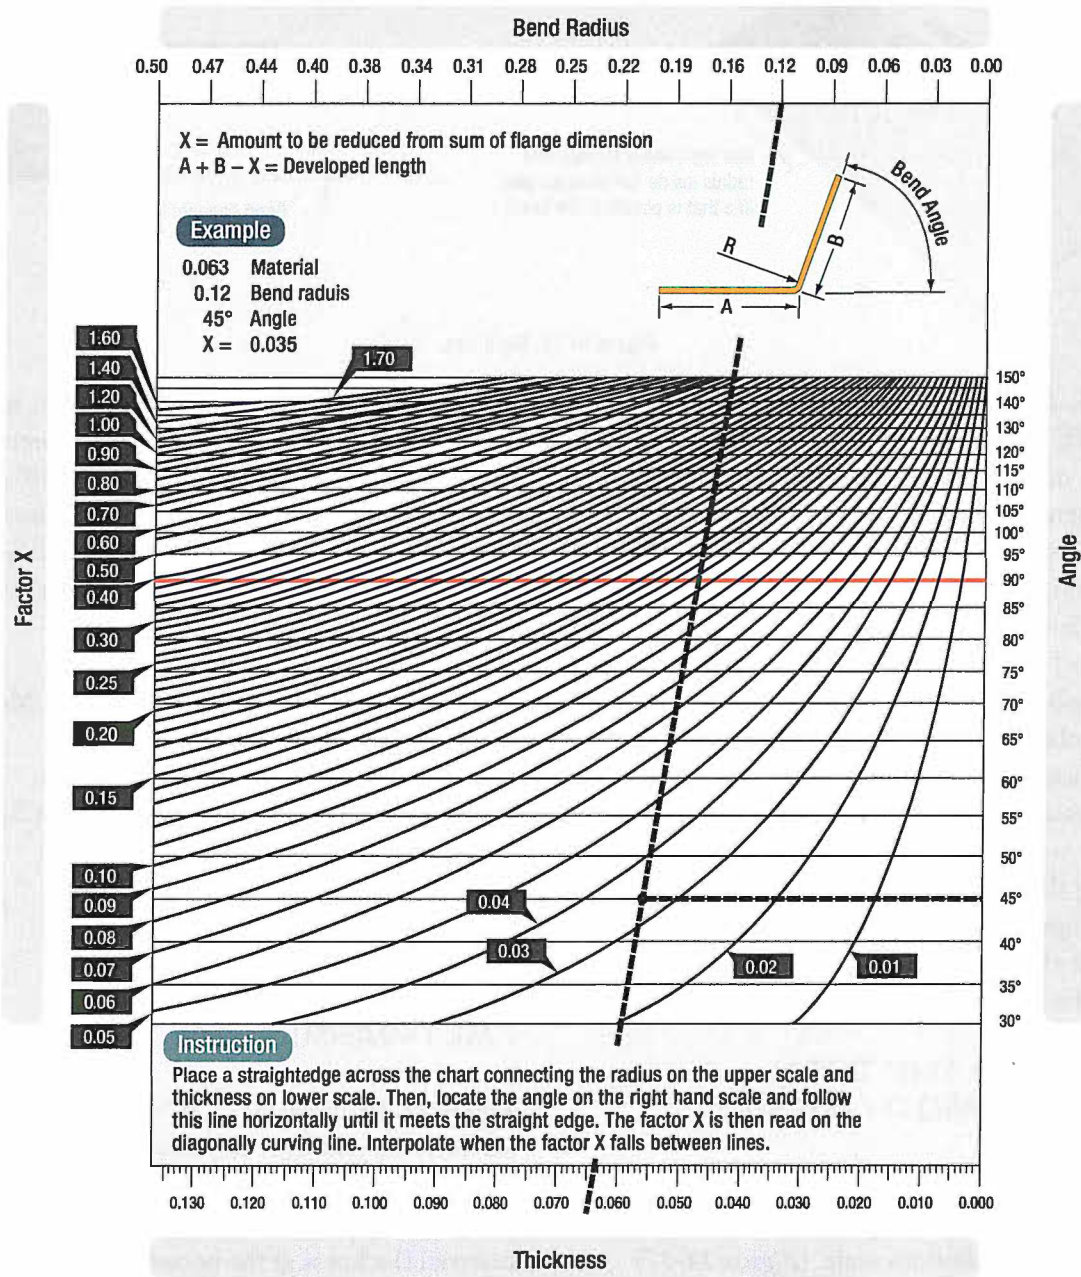 Bend Radius
0.50 0.47 0.44 0.40 0.38 0.34 0.31 0.28 0.25 0.22 0.19 0.16 0.12 0.09 0.06 0.03 0.00
X = Amount to be reduced from sum of flange dimension
A + B – X = Developed length
Example
0.063 Material
0.12 Bend raduis
45° Angle
X = 0.035
Bend Angle
R
B
A
Factor X
1.60
1.40
1.20
1.00
0.90
0.80
0.70
0.60
0.50
0.40
0.30
0.25
0.20
0.15
0.10
0.09
0.08
0.07
0.06
0.05
1.70
0.04
0.03
0.02
0.01
150°
140°
130°
120°
115°
110°
105°
100°
95°
90°
85°
80°
75°
70°
65°
60°
55°
50°
45°
40°
35°
30°
Angle
Instruction
Place a straightedge across the chart connecting the radius on the upper scale and
thickness on lower scale. Then, locate the angle on the right hand scale and follow
this line horizontally until it meets the straight edge. The factor X is then read on the
diagonally curving line. Interpolate when the factor X falls between lines.
0.130 0.120 0.110 0.100 0.090 0.080 0.070 0.060 0.050 0.040 0.030 0.020 0.010 0.000
Thickness